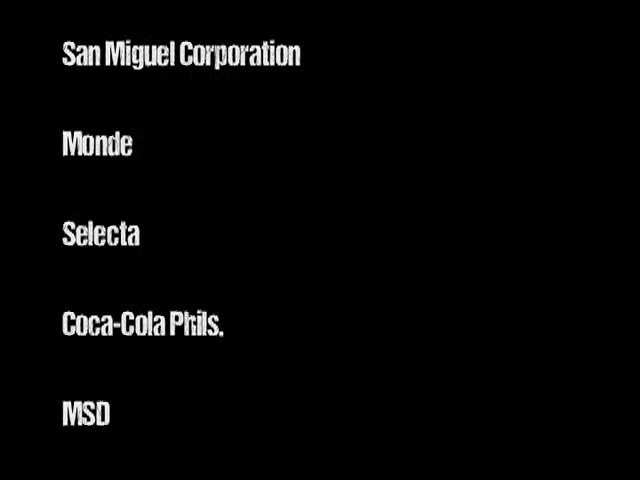 San Miguel Corporation
Monde
Selecta
Coca-Cola Phils.
MSD